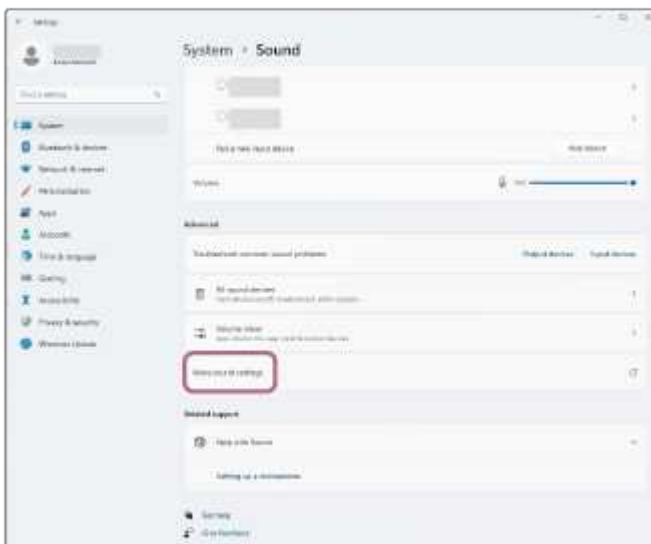 Settings
System › Sound
Find a setting
System
Bluetooth & devices
Network & internet
Personalization
Apps
Accounts
Time & language
Gaming
Accessibility
Privacy & security
Windows Update
Pair a new input device
Add device
Volume
Advanced
Troubleshoot common sound problems
Output devices
Input devices
All sound devices
Volume mixer
More sound settings
Related support
Help with Sound
Setting up a microphone
Get help
Give feedback